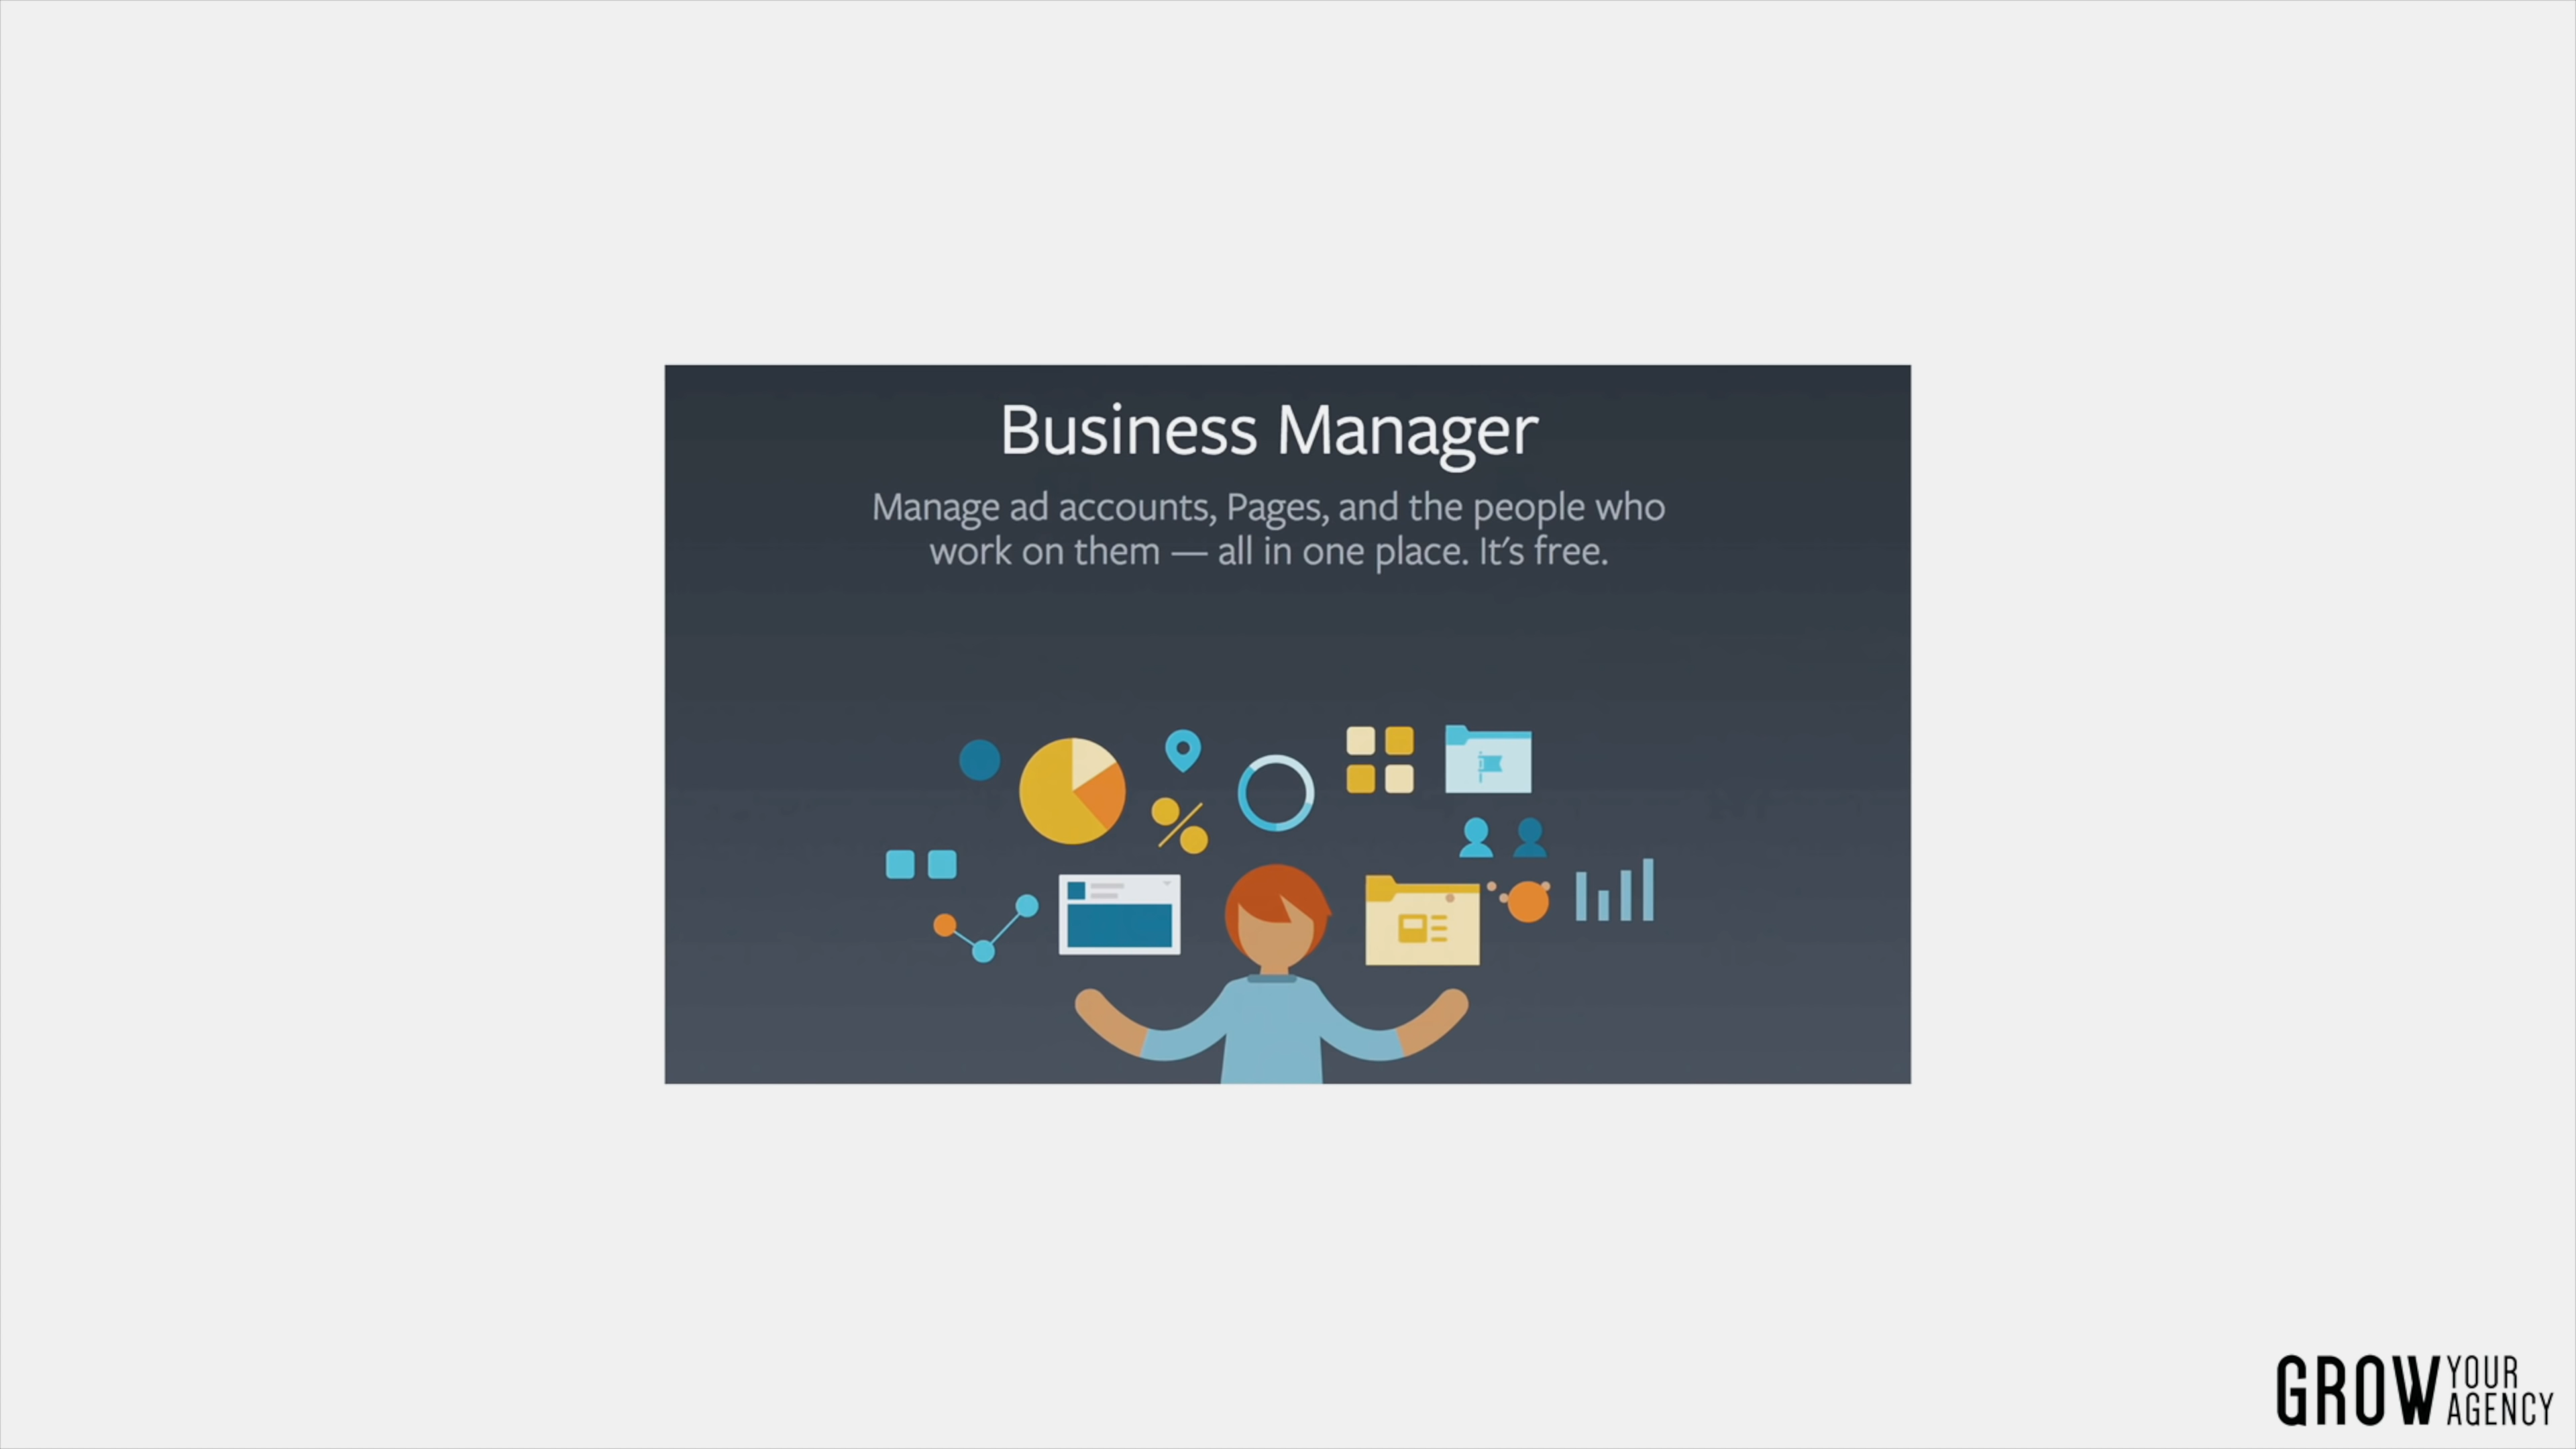 Business Manager
Manage ad accounts, Pages, and the people who
work on them — all in one place. It's free.
GROW YOUR
AGENCY